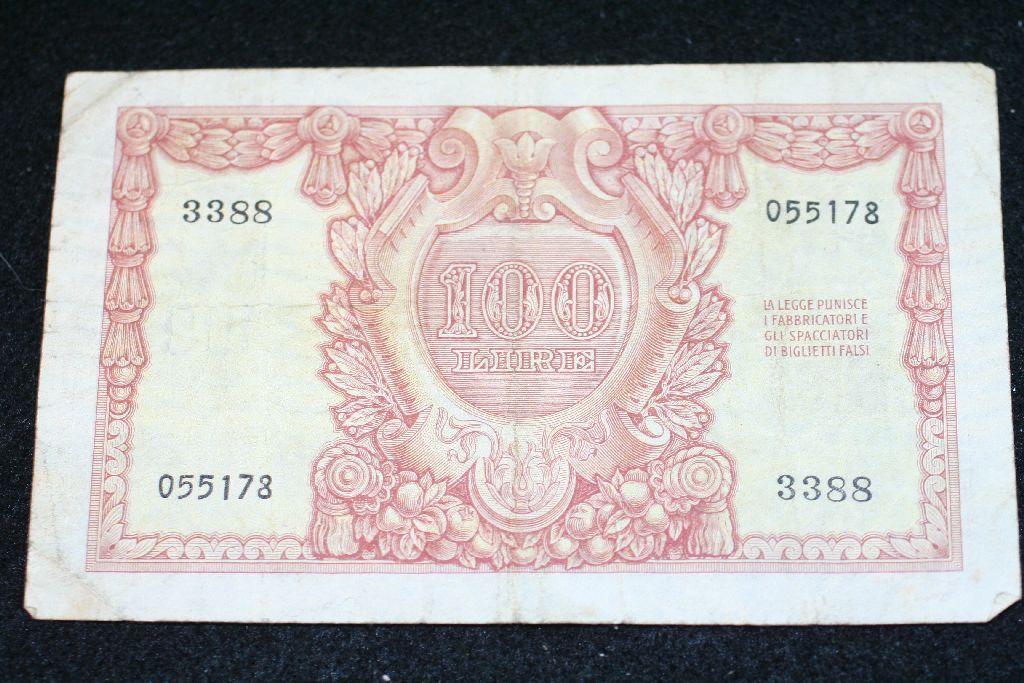 3388
055178
100
LIRE
LA LEGGE PUNISCE
I FABBRICATORI E
GLI SPACCIATORI
DI BIGLIETTI FALSI
055178
3388